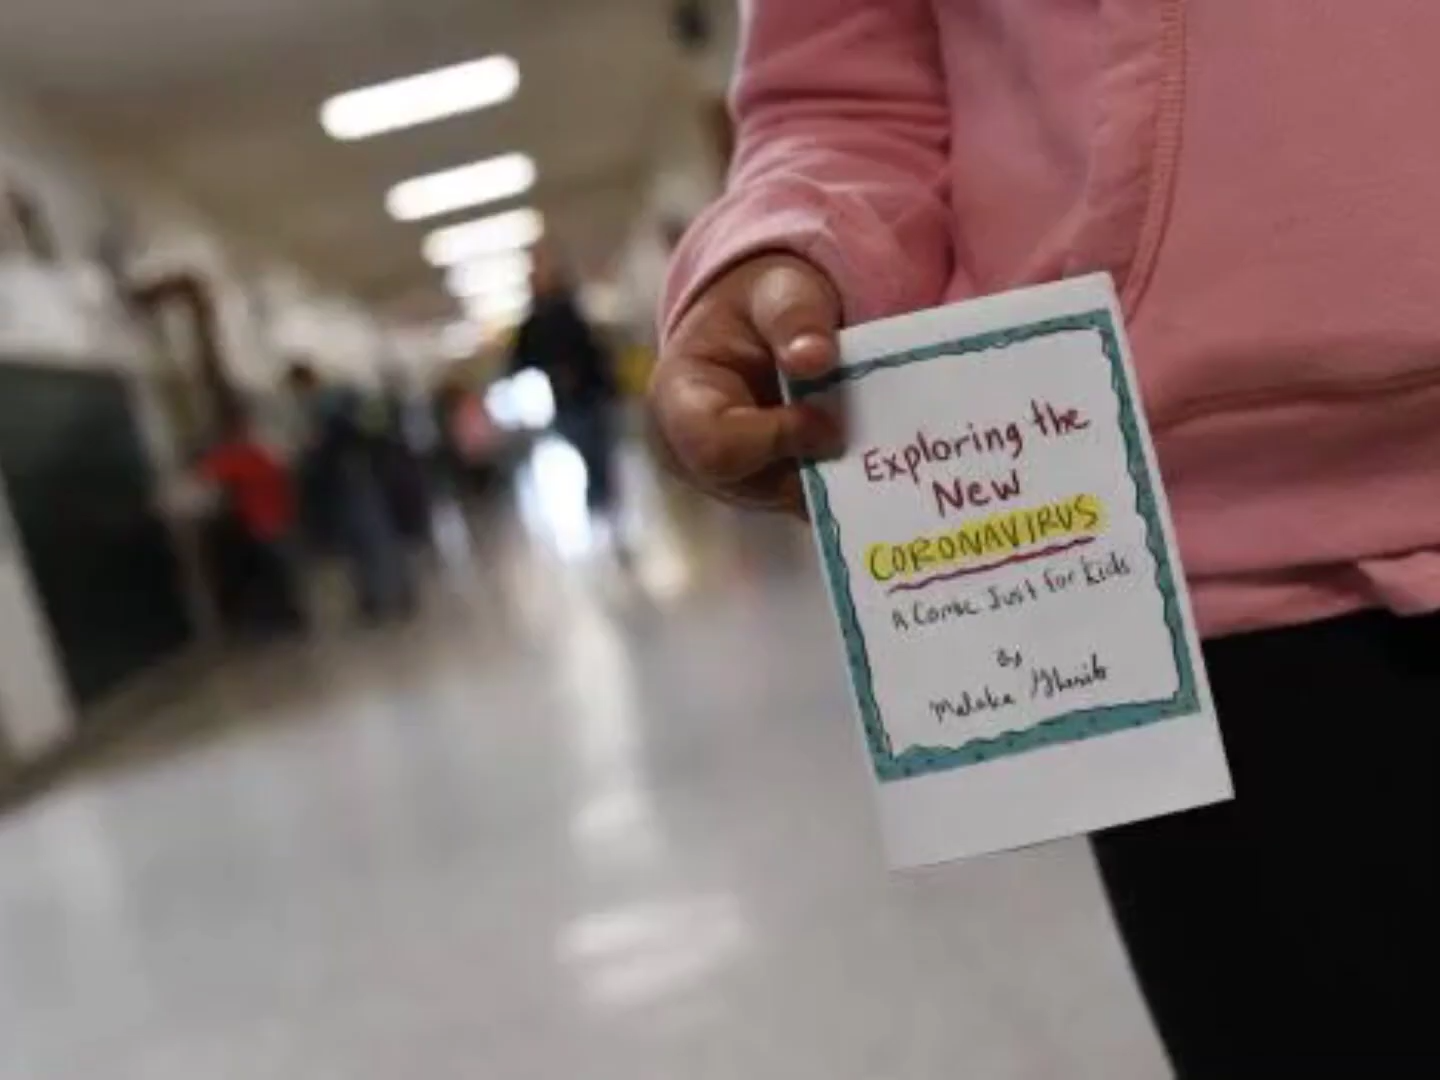 Exploring the
New
CORONAVIRUS
A Comic Just for Kids
By
Malaka Gharib